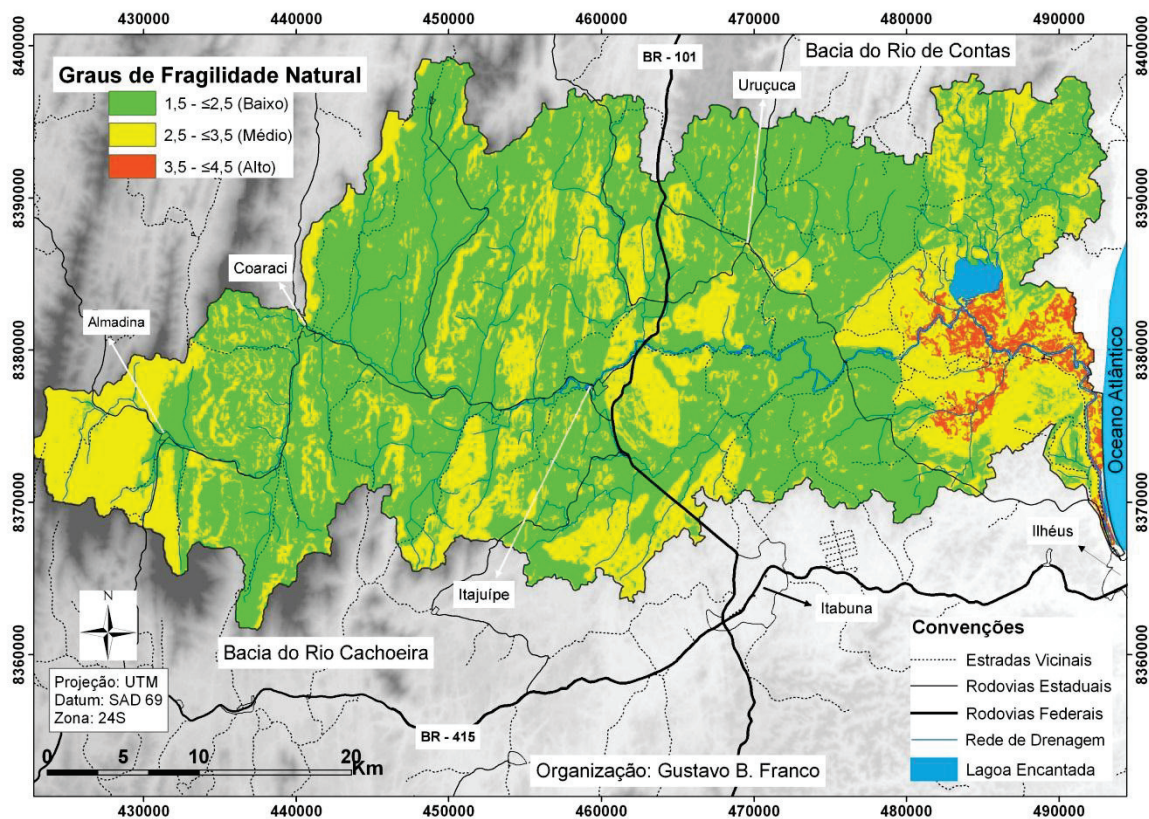 430000 440000 450000 460000 470000 480000 490000
8400000
8390000
8380000
8370000
8360000
Graus de Fragilidade Natural
1,5 - ≤2,5 (Baixo)
2,5 - ≤3,5 (Médio)
3,5 - ≤4,5 (Alto)
BR - 101
Bacia do Rio de Contas
Uruçuca
Coaraci
Almadina
Oceano Atlântico
Ilhéus
Itajuípe
Itabuna
Bacia do Rio Cachoeira
N
Projeção: UTM
Datum: SAD 69
Zona: 24S
BR - 415
0 5 10 20
Km
Organização: Gustavo B. Franco
Convenções
Estradas Vicinais
Rodovias Estaduais
Rodovias Federais
Rede de Drenagem
Lagoa Encantada
8400000
8390000
8380000
8370000
8360000
430000 440000 450000 460000 470000 480000 490000